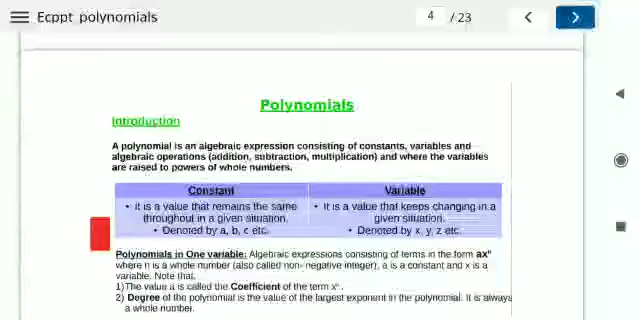 Ecppt polynomials
4 / 23
Polynomials
Introduction
A polynomial is an algebraic expression consisting of constants, variables and
algebraic operations (addition, subtraction, multiplication) and where the variables
are raised to powers of whole numbers.
Constant Variable
• it is a value that remains the same • It is a value that keeps changing in a
throughout in a given situation. given situation.
• Denoted by a, b, c etc. • Denoted by x, y, z etc.
Polynomials in One variable: Algebraic expressions consisting of terms in the form axⁿ
where n is a whole number (also called non- negative integer), a is a constant and x is a
variable. Note that.
1)The value a is called the Coefficient of the term xⁿ.
2) Degree of the polynomial is the value of the largest exponent in the polynomial. It is always
a whole number.